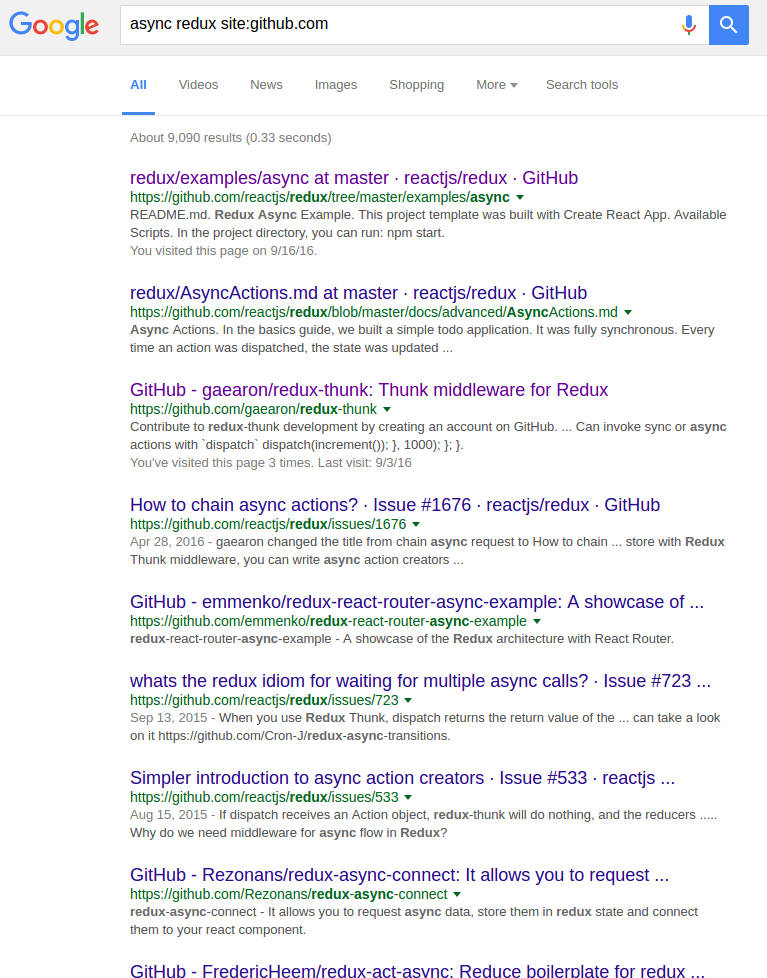 Google
async redux site:github.com
All Videos News Images Shopping More Search tools
About 9,090 results (0.33 seconds)
redux/examples/async at master · reactjs/redux · GitHub
https://github.com/reactjs/redux/tree/master/examples/async
README.md. Redux Async Example. This project template was built with Create React App. Available
Scripts. In the project directory, you can run: npm start.
You visited this page on 9/16/16.
redux/AsyncActions.md at master · reactjs/redux · GitHub
https://github.com/reactjs/redux/blob/master/docs/advanced/AsyncActions.md
Async Actions. In the basics guide, we built a simple todo application. It was fully synchronous. Every
time an action was dispatched, the state was updated ...
GitHub - gaearon/redux-thunk: Thunk middleware for Redux
https://github.com/gaearon/redux-thunk
Contribute to redux-thunk development by creating an account on GitHub. ... Can invoke sync or async
actions with `dispatch` dispatch(increment()); }, 1000); }; }.
You've visited this page 3 times. Last visit: 9/3/16
How to chain async actions? · Issue #1676 · reactjs/redux · GitHub
https://github.com/reactjs/redux/issues/1676
Apr 28, 2016 - gaearon changed the title from chain async request to How to chain ... store with Redux
Thunk middleware, you can write async action creators ...
GitHub - emmenko/redux-react-router-async-example: A showcase of ...
https://github.com/emmenko/redux-react-router-async-example
redux-react-router-async-example - A showcase of the Redux architecture with React Router.
whats the redux idiom for waiting for multiple async calls? · Issue #723 ...
https://github.com/reactjs/redux/issues/723
Sep 13, 2015 - When you use Redux Thunk, dispatch returns the return value of the ... can take a look
on it https://github.com/Cron-J/redux-async-transitions.
Simpler introduction to async action creators · Issue #533 · reactjs ...
https://github.com/reactjs/redux/issues/533
Aug 15, 2015 - If dispatch receives an Action object, redux-thunk will do nothing, and the reducers .....
Why do we need middleware for async flow in Redux?
GitHub - Rezonans/redux-async-connect: It allows you to request ...
https://github.com/Rezonans/redux-async-connect
redux-async-connect - It allows you to request async data, store them in redux state and connect
them to your react component.
GitHub - FredericHeem/redux-act-async: Reduce boilerplate for redux ...